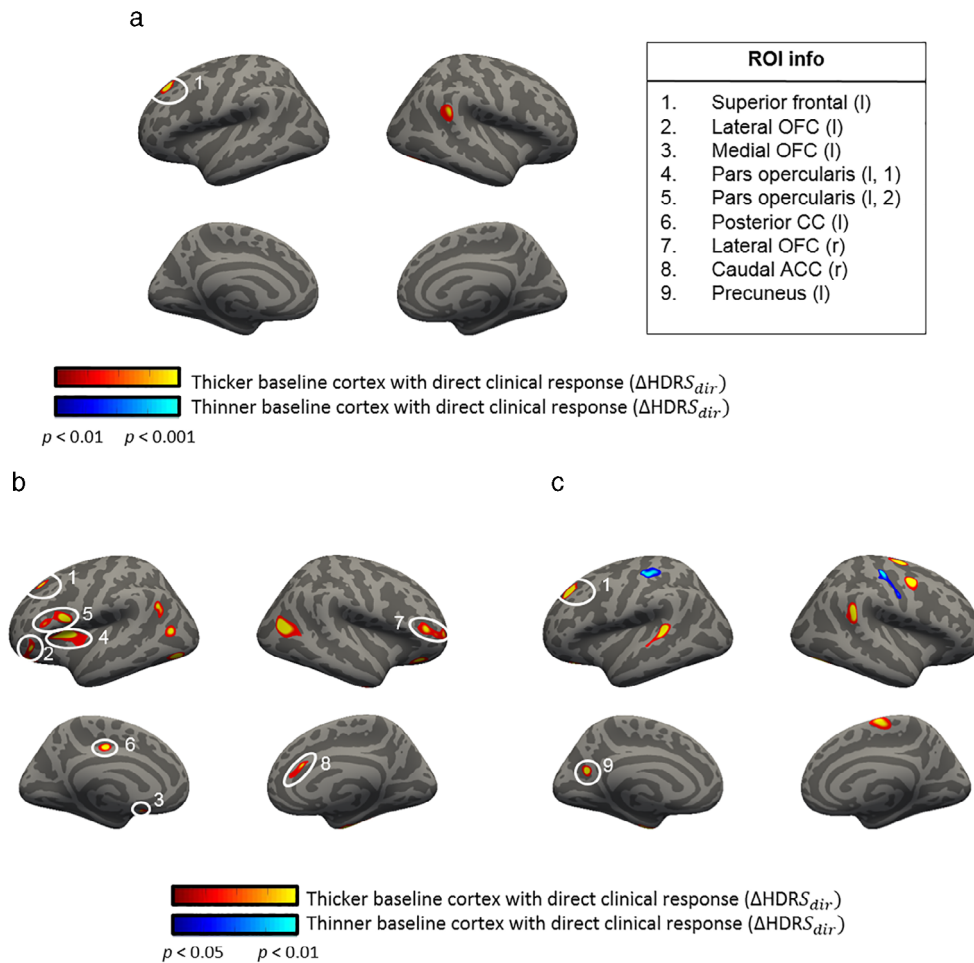 a
1
ROI info
1. Superior frontal (l)
2. Lateral OFC (l)
3. Medial OFC (l)
4. Pars opercularis (l, 1)
5. Pars opercularis (l, 2)
6. Posterior CC (l)
7. Lateral OFC (r)
8. Caudal ACC (r)
9. Precuneus (l)
Thicker baseline cortex with direct clinical response (ΔHDRS_dir)
Thinner baseline cortex with direct clinical response (ΔHDRS_dir)
p < 0.01 p < 0.001
b
1
5
4
2
7
6
3
8
c
1
9
Thicker baseline cortex with direct clinical response (ΔHDRS_dir)
Thinner baseline cortex with direct clinical response (ΔHDRS_dir)
p < 0.05 p < 0.01